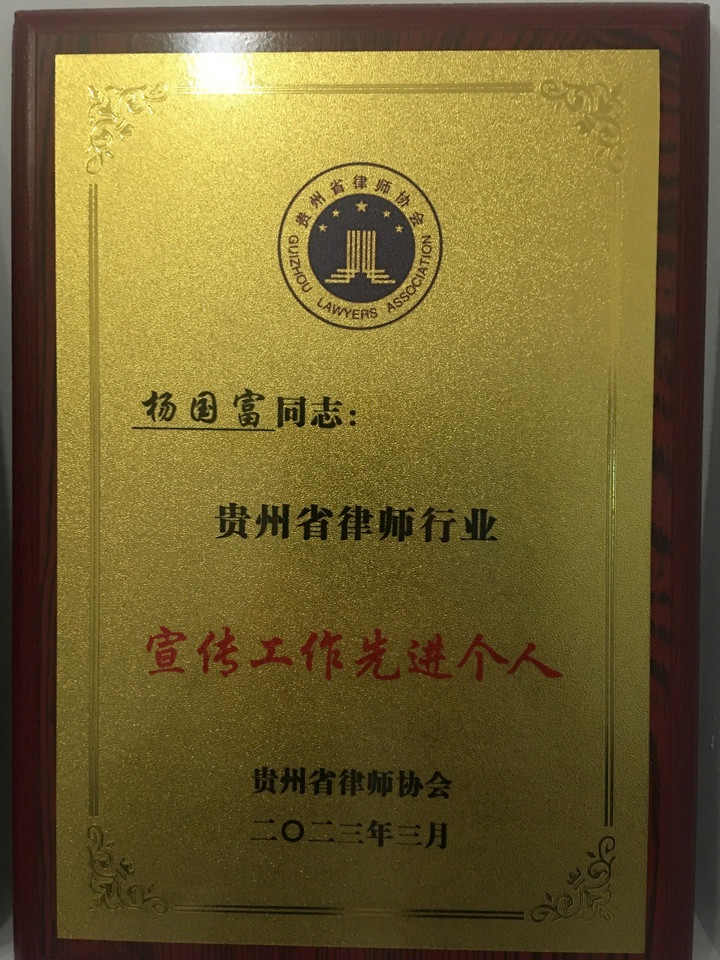 贵州省律师协会
GUIZHOU LAWYERS ASSOCIATION
杨国富同志:
贵州省律师行业
宣传工作先进个人
贵州省律师协会
二〇二三年三月